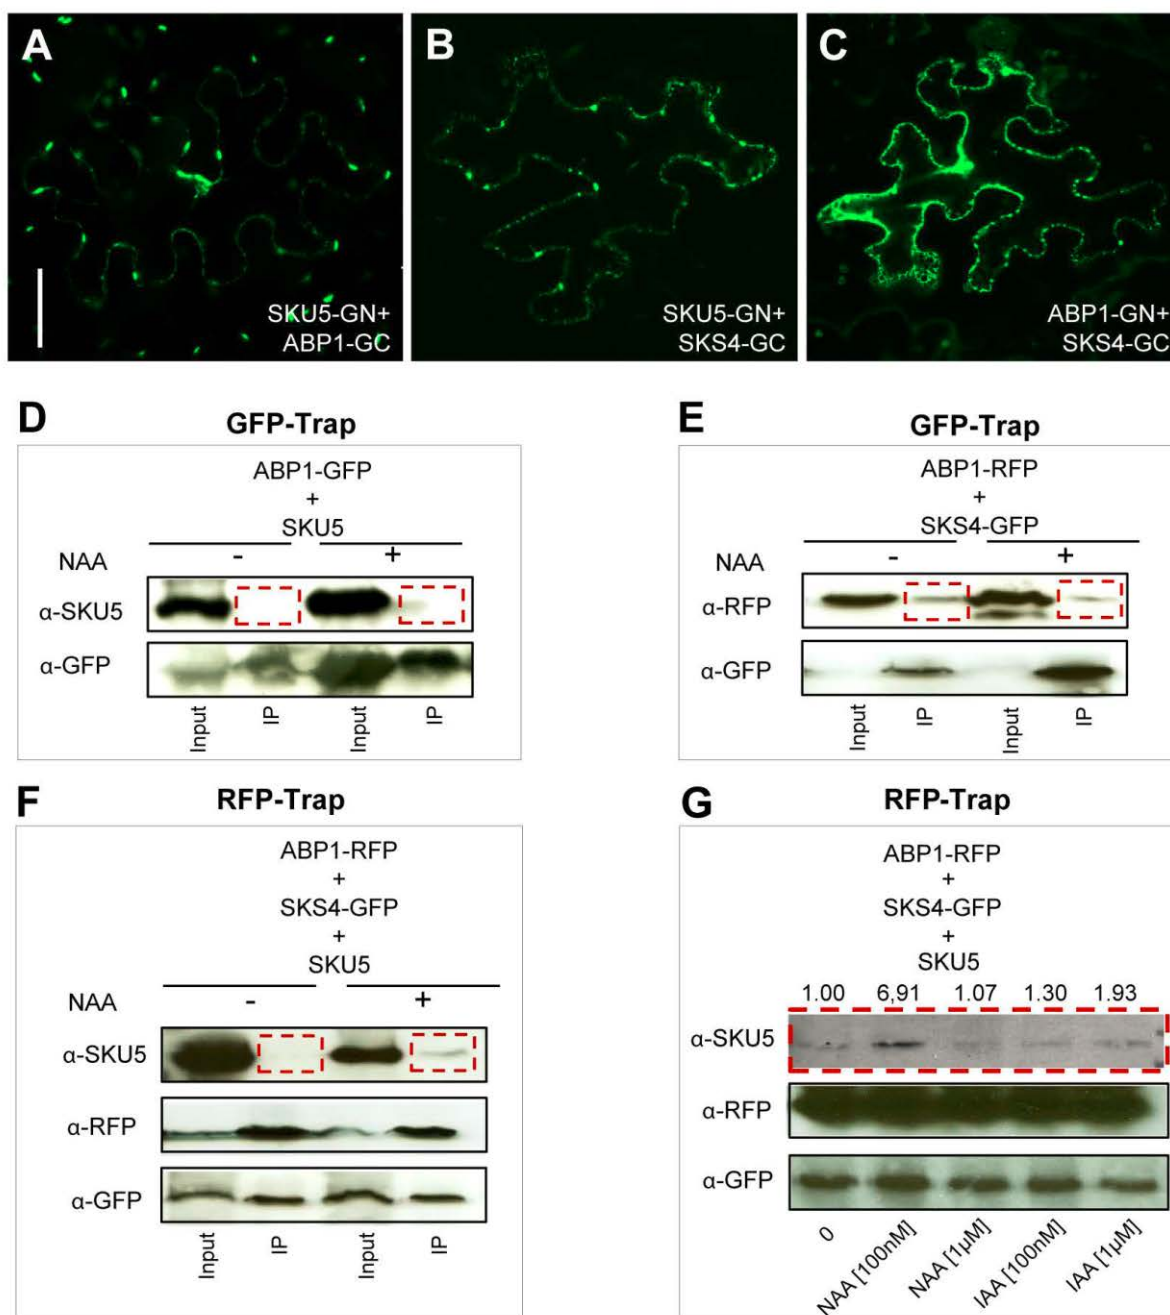 A
B
C
SKU5-GN+
ABP1-GC
SKU5-GN+
SKS4-GC
ABP1-GN+
SKS4-GC
D
GFP-Trap
ABP1-GFP
+
SKU5
NAA - +
α-SKU5
α-GFP
Input IP Input IP
E
GFP-Trap
ABP1-RFP
+
SKS4-GFP
NAA - +
α-RFP
α-GFP
Input IP Input IP
F
RFP-Trap
ABP1-RFP
+
SKS4-GFP
+
SKU5
NAA - +
α-SKU5
α-RFP
α-GFP
Input IP Input IP
G
RFP-Trap
ABP1-RFP
+
SKS4-GFP
+
SKU5
1.00 6,91 1.07 1.30 1.93
α-SKU5
α-RFP
α-GFP
0 NAA [100nM] NAA [1µM] IAA [100nM] IAA [1µM]